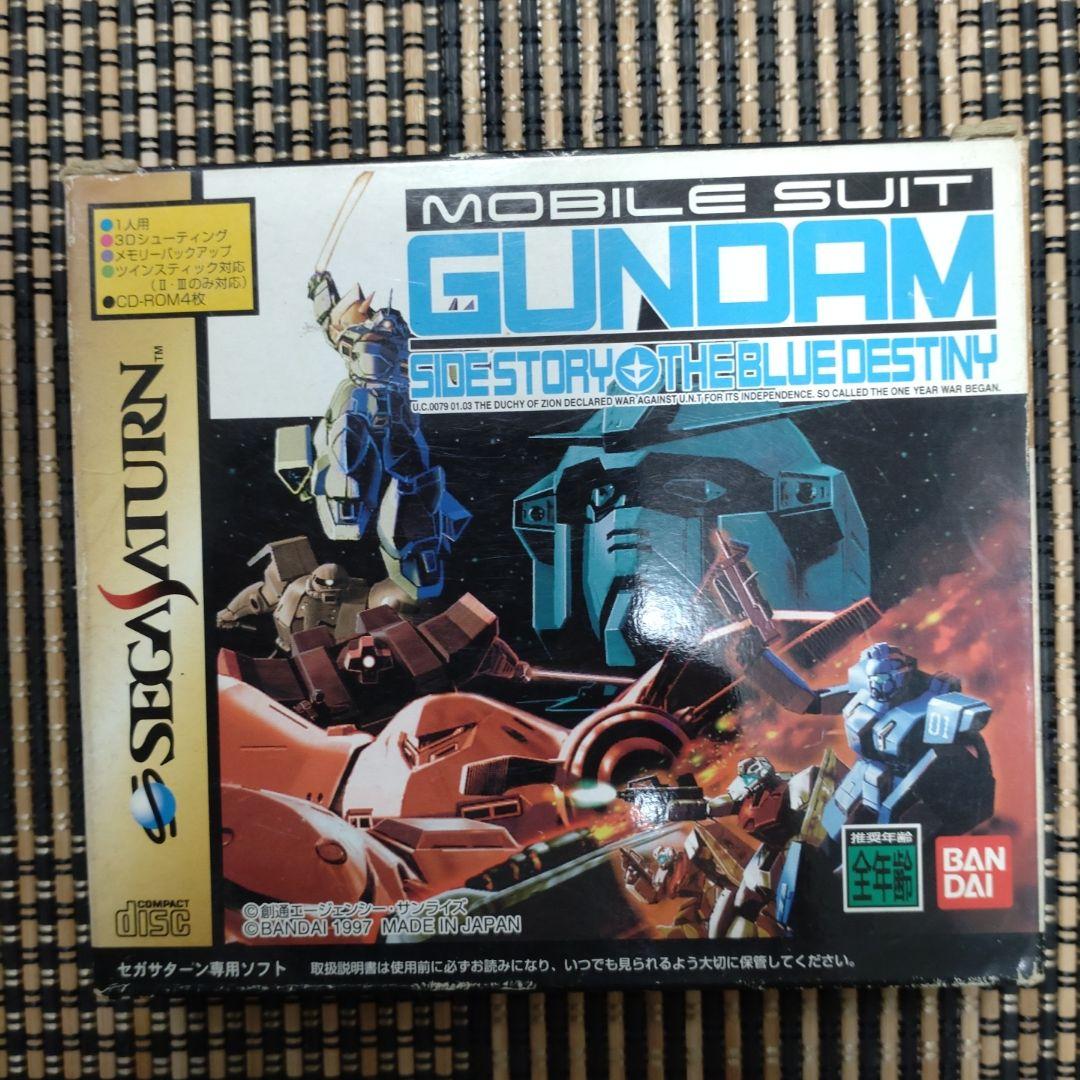 1人用
3Dシューティング
メモリーバックアップ
ツインスティック対応
(Ⅱ・Ⅲのみ対応)
CD-ROM4枚
MOBILE SUIT
GUNDAM
SIDE STORY THE BLUE DESTINY
U.C.0079 01.03 THE DUCHY OF ZION DECLARED WAR AGAINST U.N.T FOR ITS INDEPENDENCE. SO CALLED THE ONE YEAR WAR BEGAN.
SEGA SATURN™
01
推奨年齢
全年齢
BAN
DAI
COMPACT
disc
©創通エージェンシー・サンライズ
©BANDAI 1997 MADE IN JAPAN
セガサターン専用ソフト 取扱説明書は使用前に必ずお読みになり、いつでも見られるよう大切に保管してください。